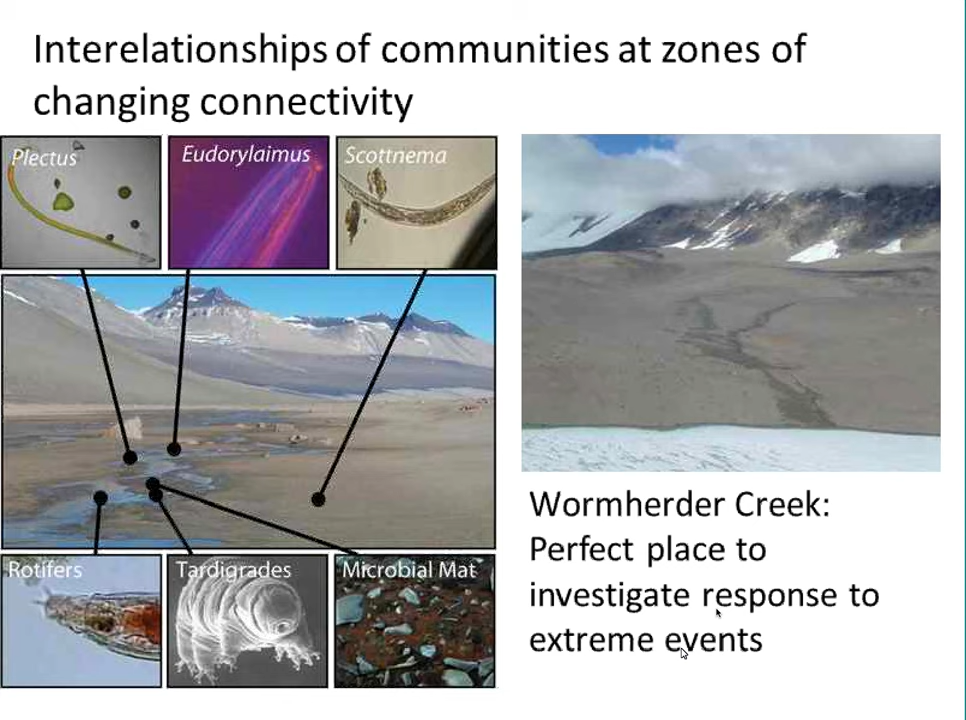 Interelationships of communities at zones of
changing connectivity
Plectus
Eudorylaimus
Scottnema
Rotifers
Tardigrades
Microbial Mat
Wormherder Creek:
Perfect place to
investigate response to
extreme events